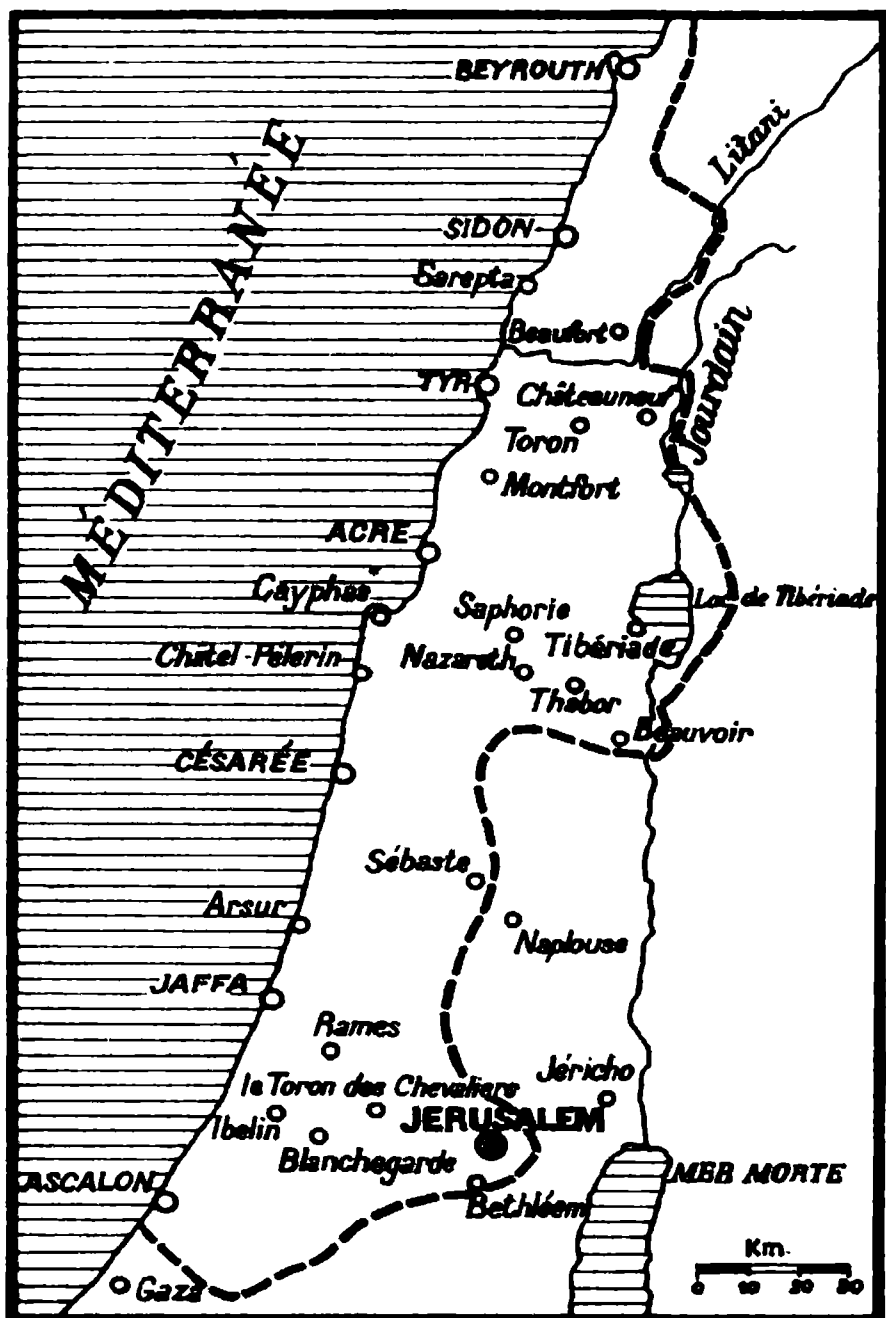 BEYROUTH
Litani
MÉDITERRANÉE
SIDON
Sarepta
Beaufort
TYR
Châteauneuf
Jourdain
Toron
Montfort
ACRE
Cayphas
Saphorie
Lac de Tibériade
Châtel-Pèlerin
Nazareth
Tibériade
Thabor
Beauvoir
CÉSARÉE
Sébaste
Arsur
Naplouse
JAFFA
Rames
Jéricho
le Toron des Chevaliers
Ibelin
JERUSALEM
Blanchegarde
ASCALON
MER MORTE
Bethléem
Km.
Gaza
0 10 20 30